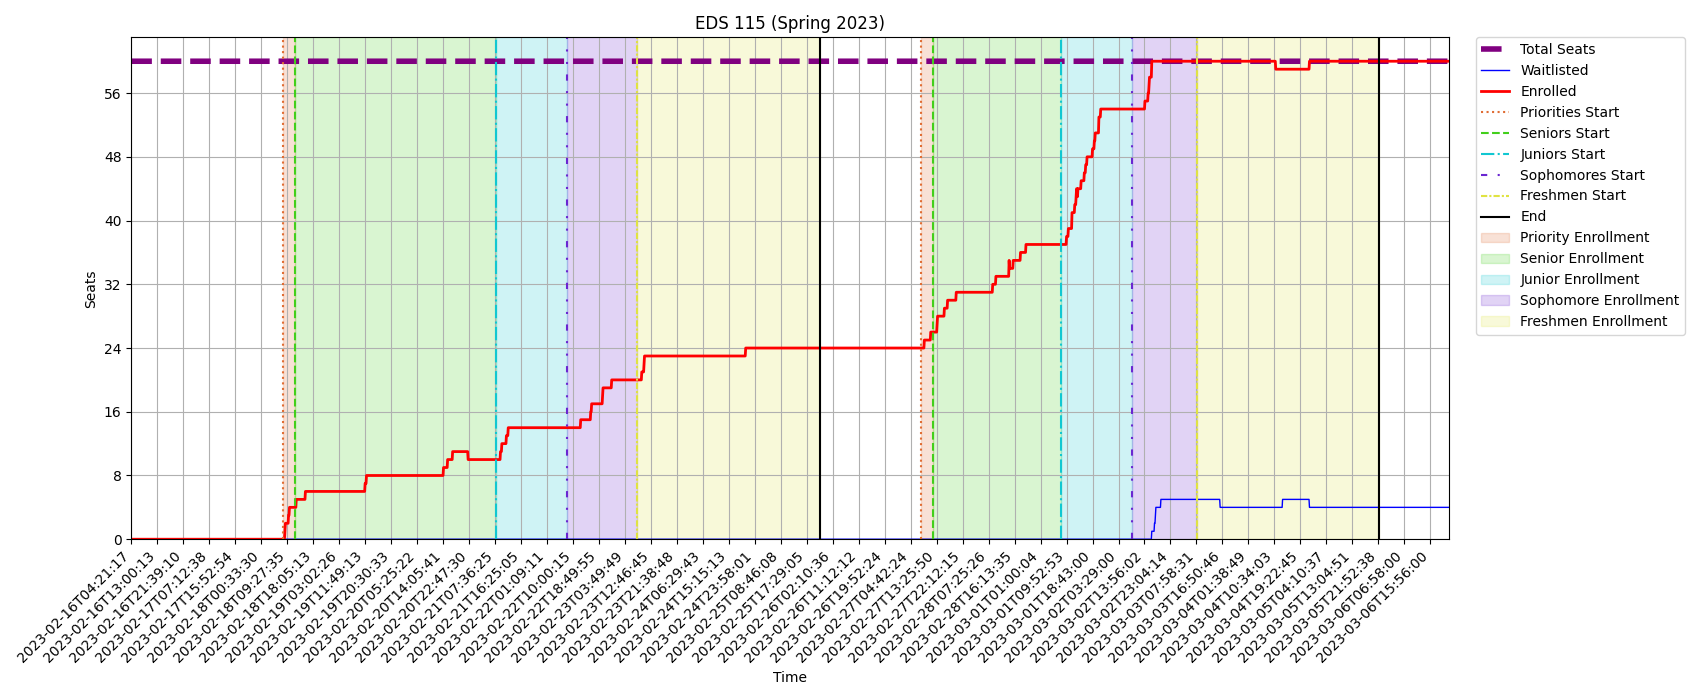 EDS 115 (Spring 2023)
Seats
56
48
40
32
24
16
8
0
2023-02-16T04:21:17
2023-02-16T13:00:13
2023-02-16T21:39:10
2023-02-17T07:12:38
2023-02-17T15:52:54
2023-02-18T00:33:30
2023-02-18T09:27:35
2023-02-18T18:05:13
2023-02-19T03:02:26
2023-02-19T11:49:13
2023-02-19T20:30:33
2023-02-20T05:25:22
2023-02-20T14:05:41
2023-02-20T22:47:30
2023-02-21T07:36:25
2023-02-21T16:25:05
2023-02-22T01:09:11
2023-02-22T10:00:15
2023-02-22T18:49:55
2023-02-23T03:49:49
2023-02-23T12:46:45
2023-02-23T21:38:48
2023-02-24T06:29:43
2023-02-24T15:15:13
2023-02-24T23:58:01
2023-02-25T08:46:08
2023-02-25T17:29:05
2023-02-26T02:10:36
2023-02-26T11:12:12
2023-02-26T19:52:24
2023-02-27T04:42:24
2023-02-27T13:25:50
2023-02-27T22:12:15
2023-02-28T07:25:26
2023-02-28T16:13:35
2023-03-01T01:00:04
2023-03-01T09:52:53
2023-03-01T18:43:00
2023-03-02T03:29:00
2023-03-02T13:56:02
2023-03-02T23:04:14
2023-03-03T07:58:31
2023-03-03T16:50:46
2023-03-04T01:38:49
2023-03-04T10:34:03
2023-03-04T19:22:45
2023-03-05T04:10:37
2023-03-05T13:04:51
2023-03-05T21:52:38
2023-03-06T06:58:00
2023-03-06T15:56:00
Time
Total Seats
Waitlisted
Enrolled
Priorities Start
Seniors Start
Juniors Start
Sophomores Start
Freshmen Start
End
Priority Enrollment
Senior Enrollment
Junior Enrollment
Sophomore Enrollment
Freshmen Enrollment